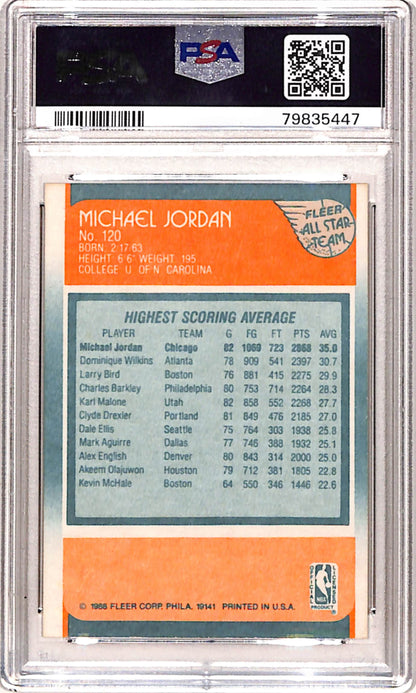 PSA
79835447
MICHAEL JORDAN
No. 120
BORN: 2 17 63
HEIGHT: 6'6" WEIGHT: 195
COLLEGE: U. OF N. CAROLINA
FLEER
ALL STAR
TEAM
HIGHEST SCORING AVERAGE
PLAYER TEAM G FG FT PTS AVG
Michael Jordan Chicago 82 1069 723 2868 35.0
Dominique Wilkins Atlanta 78 909 541 2397 30.7
Larry Bird Boston 76 881 415 2275 29.9
Charles Barkley Philadelphia 80 753 714 2264 28.3
Karl Malone Utah 82 858 552 2268 27.7
Clyde Drexler Portland 81 849 476 2185 27.0
Dale Ellis Seattle 75 764 303 1938 25.8
Mark Aguirre Dallas 77 746 388 1932 25.1
Alex English Denver 80 843 314 2000 25.0
Akeem Olajuwon Houston 79 712 381 1805 22.8
Kevin McHale Boston 64 550 346 1446 22.6
OFFICIAL LICENSED
NBA
PRODUCT
© 1988 FLEER CORP. PHILA. 19141 PRINTED IN U.S.A.